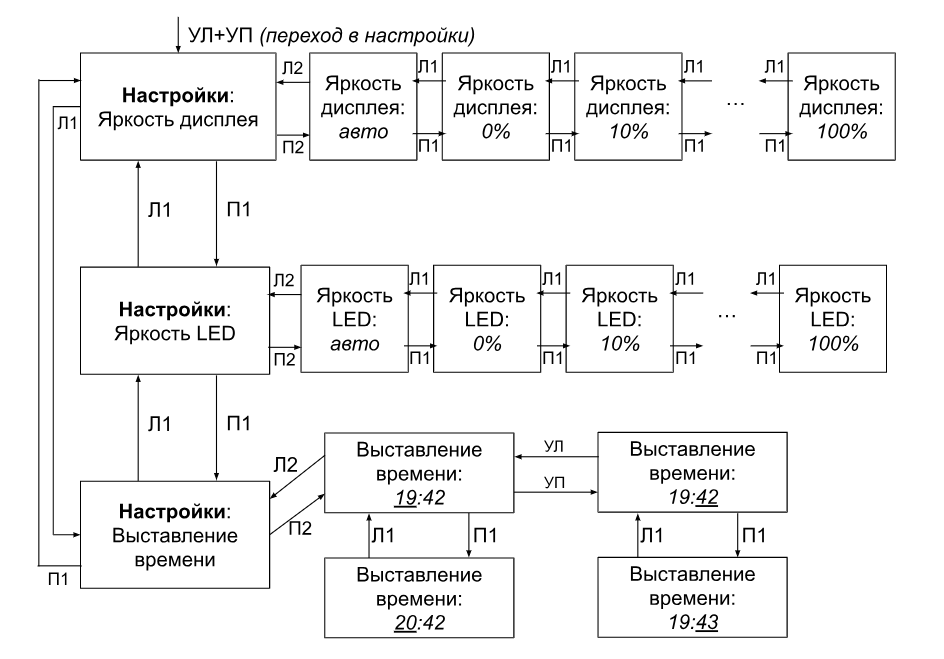 УЛ+УП (переход в настройки)
Настройки:
Яркость дисплея
Л2
П2
Яркость
дисплея:
авто
Л1
П1
Яркость
дисплея:
0%
Л1
П1
Яркость
дисплея:
10%
Л1
П1
...
Л1
П1
Яркость
дисплея:
100%
Л1
Л1
П1
Настройки:
Яркость LED
Л2
П2
Яркость
LED:
авто
Л1
П1
Яркость
LED:
0%
Л1
П1
Яркость
LED:
10%
Л1
П1
...
Л1
П1
Яркость
LED:
100%
Л1
П1
Настройки:
Выставление
времени
П1
Л2
П2
Выставление
времени:
19:42
УЛ
УП
Выставление
времени:
19:42
Л1
П1
Л1
П1
Выставление
времени:
20:42
Выставление
времени:
19:43